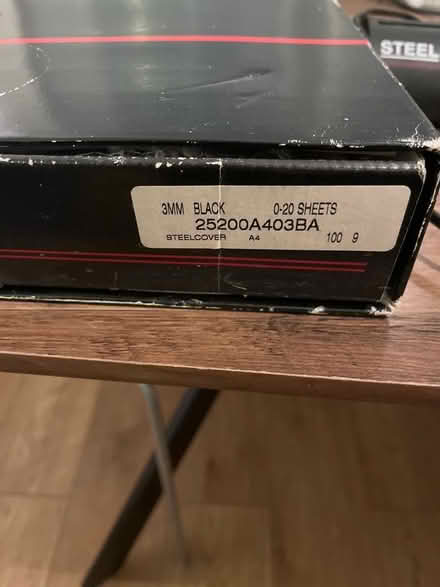 STEEL
3MM BLACK 0-20 SHEETS
25200A403BA
STEELCOVER A4 100 9